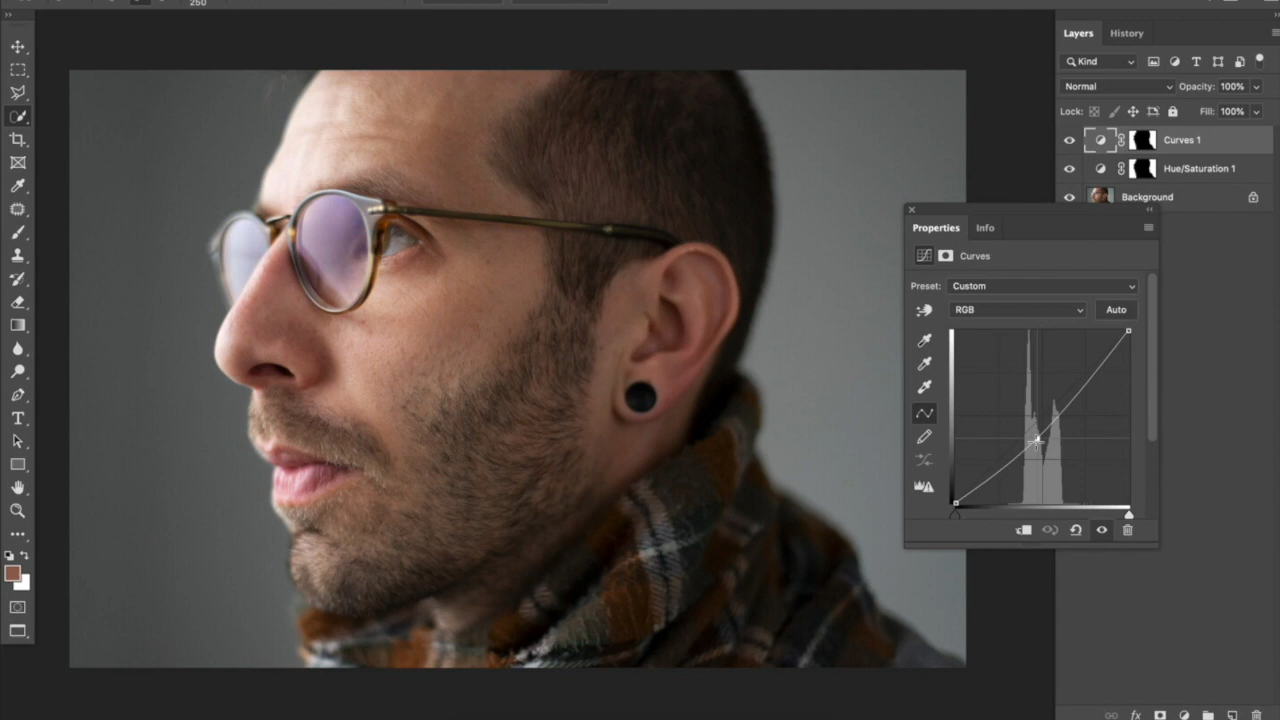 250
Layers History
Kind
Normal Opacity: 100%
Lock: Fill: 100%
Curves 1
Hue/Saturation 1
Background
Properties Info
Curves
Preset: Custom
RGB Auto
T
T
fx